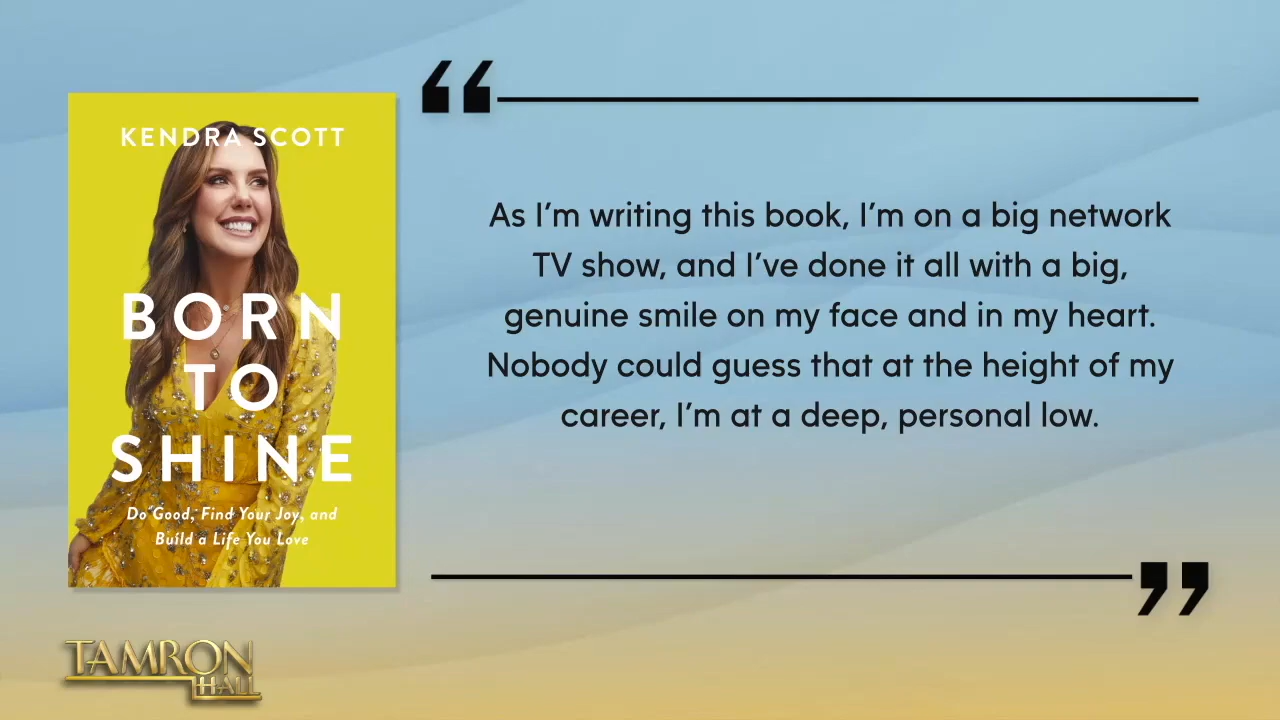 KENDRA SCOTT
BORN
TO
SHINE
Do Good, Find Your Joy, and
Build a Life You Love
“
As I’m writing this book, I’m on a big network
TV show, and I’ve done it all with a big,
genuine smile on my face and in my heart.
Nobody could guess that at the height of my
career, I’m at a deep, personal low.
”
TAMRON
HALL